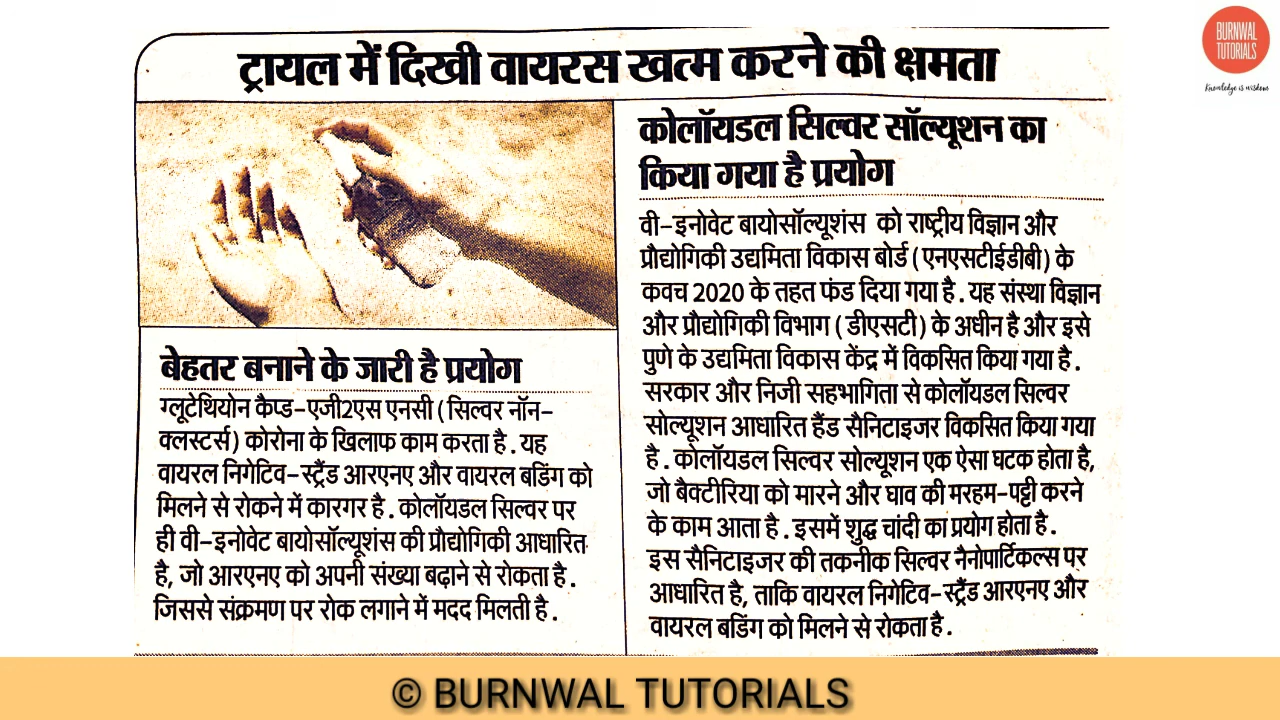 BURNWAL
TUTORIALS
Knowledge is wisdom
ट्रायल में दिखी वायरस खत्म करने की क्षमता
बेहतर बनाने के जारी है प्रयोग
ग्लूटेथियोन कैप्ड-एजी2एस एनसी (सिल्वर नॉन-
क्लस्टर्स) कोरोना के खिलाफ काम करता है. यह
वायरल निगेटिव-स्ट्रैंड आरएनए और वायरल बडिंग को
मिलने से रोकने में कारगर है. कोलॉयडल सिल्वर पर
ही वी-इनोवेट बायोसॉल्यूशंस की प्रौद्योगिकी आधारित
है, जो आरएनए को अपनी संख्या बढ़ाने से रोकता है.
जिससे संक्रमण पर रोक लगाने में मदद मिलती है.
कोलॉयडल सिल्वर सॉल्यूशन का
किया गया है प्रयोग
वी-इनोवेट बायोसॉल्यूशंस को राष्ट्रीय विज्ञान और
प्रौद्योगिकी उद्यमिता विकास बोर्ड (एनएसटीईडीबी) के
कवच 2020 के तहत फंड दिया गया है. यह संस्था विज्ञान
और प्रौद्योगिकी विभाग (डीएसटी) के अधीन है और इसे
पुणे के उद्यमिता विकास केंद्र में विकसित किया गया है.
सरकार और निजी सहभागिता से कोलॉयडल सिल्वर
सोल्यूशन आधारित हैंड सैनिटाइजर विकसित किया गया
है. कोलॉयडल सिल्वर सोल्यूशन एक ऐसा घटक होता है,
जो बैक्टीरिया को मारने और घाव की मरहम-पट्टी करने
के काम आता है. इसमें शुद्ध चांदी का प्रयोग होता है.
इस सैनिटाइजर की तकनीक सिल्वर नैनोपार्टिकल्स पर
आधारित है, ताकि वायरल निगेटिव-स्ट्रैंड आरएनए और
वायरल बडिंग को मिलने से रोकता है.
© BURNWAL TUTORIALS